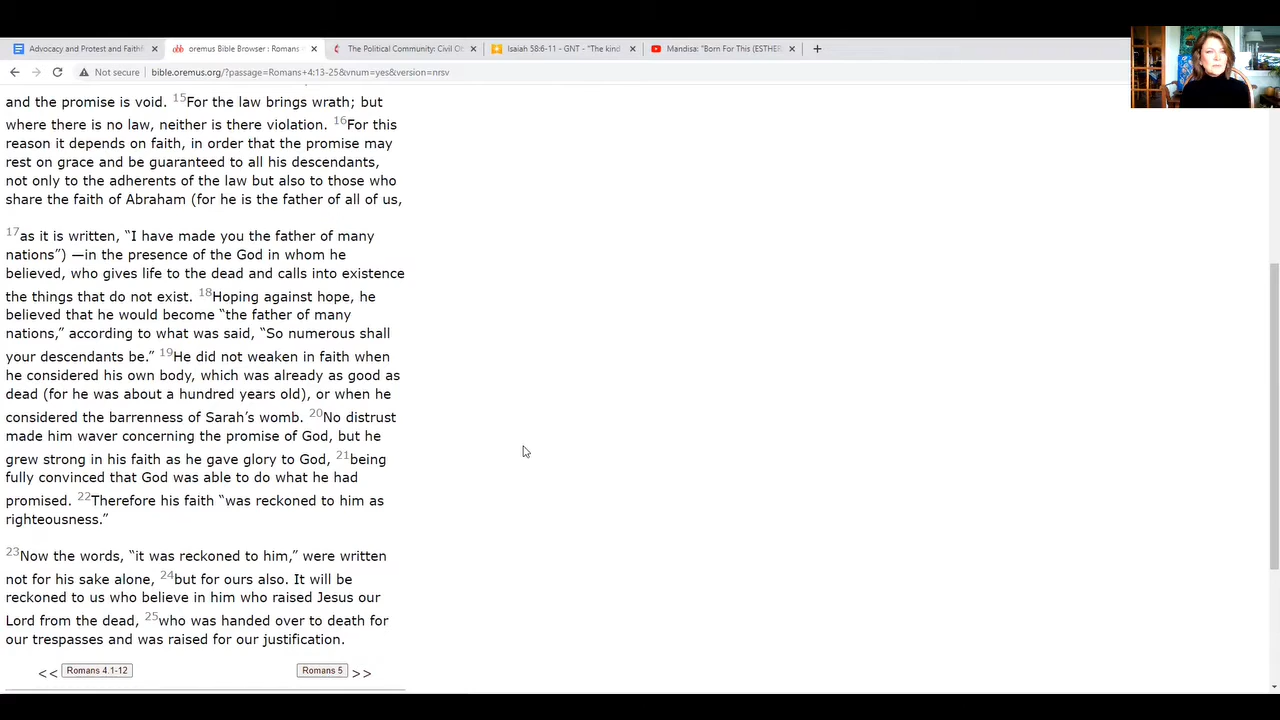 Advocacy and Protest and Faithf
oremus Bible Browser : Romans
The Political Community: Civil O
Isaiah 58:6-11 - GNT - "The kind
Mandisa: "Born For This (ESTHER
Not secure
bible.oremus.org/?passage=Romans+4:13-25&vnum=yes&version=nrsv
and the promise is void. 15For the law brings wrath; but
where there is no law, neither is there violation. 16For this
reason it depends on faith, in order that the promise may
rest on grace and be guaranteed to all his descendants,
not only to the adherents of the law but also to those who
share the faith of Abraham (for he is the father of all of us,
17as it is written, “I have made you the father of many
nations”) —in the presence of the God in whom he
believed, who gives life to the dead and calls into existence
the things that do not exist. 18Hoping against hope, he
believed that he would become “the father of many
nations,” according to what was said, “So numerous shall
your descendants be.” 19He did not weaken in faith when
he considered his own body, which was already as good as
dead (for he was about a hundred years old), or when he
considered the barrenness of Sarah’s womb. 20No distrust
made him waver concerning the promise of God, but he
grew strong in his faith as he gave glory to God, 21being
fully convinced that God was able to do what he had
promised. 22Therefore his faith “was reckoned to him as
righteousness.”
23Now the words, “it was reckoned to him,” were written
not for his sake alone, 24but for ours also. It will be
reckoned to us who believe in him who raised Jesus our
Lord from the dead, 25who was handed over to death for
our trespasses and was raised for our justification.
<< Romans 4.1-12 Romans 5 >>